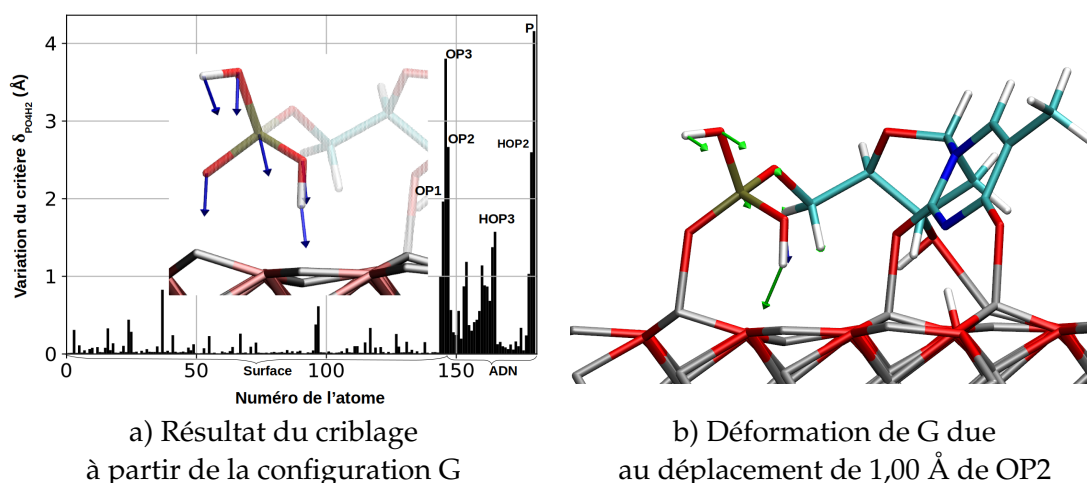 Variation du critère δPO4H2 (Å)
4
3
2
1
0
P
OP3
OP2
HOP2
OP1
HOP3
0
50
100
150
Surface
ADN
Numéro de l'atome
a) Résultat du criblage
à partir de la configuration G
b) Déformation de G due
au déplacement de 1,00 Å de OP2